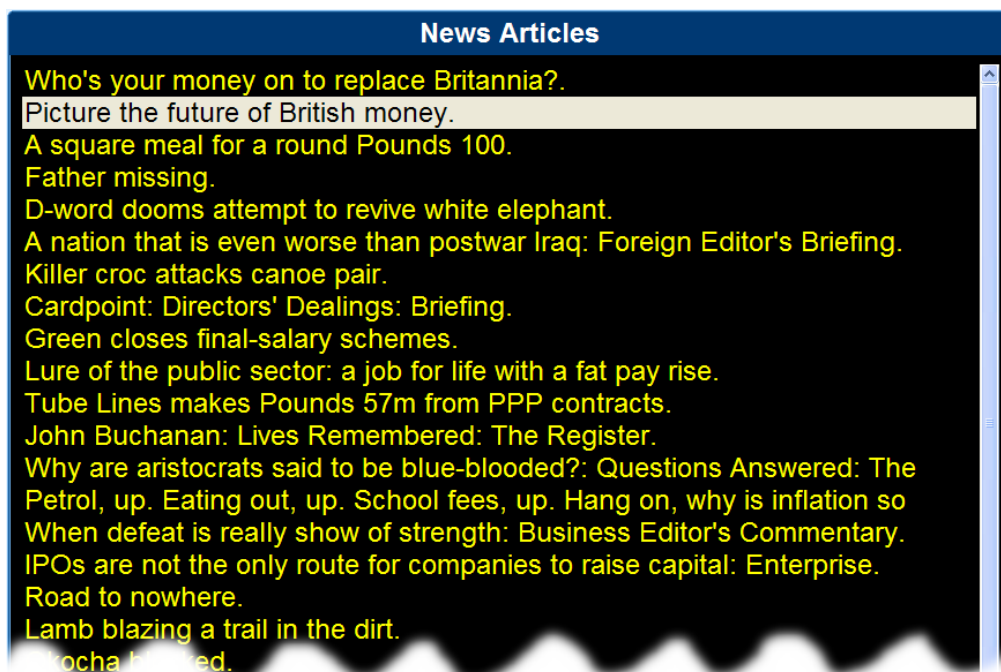 News Articles
Who's your money on to replace Britannia?.
Picture the future of British money.
A square meal for a round Pounds 100.
Father missing.
D-word dooms attempt to revive white elephant.
A nation that is even worse than postwar Iraq: Foreign Editor's Briefing.
Killer croc attacks canoe pair.
Cardpoint: Directors' Dealings: Briefing.
Green closes final-salary schemes.
Lure of the public sector: a job for life with a fat pay rise.
Tube Lines makes Pounds 57m from PPP contracts.
John Buchanan: Lives Remembered: The Register.
Why are aristocrats said to be blue-blooded?: Questions Answered: The
Petrol, up. Eating out, up. School fees, up. Hang on, why is inflation so
When defeat is really show of strength: Business Editor's Commentary.
IPOs are not the only route for companies to raise capital: Enterprise.
Road to nowhere.
Lamb blazing a trail in the dirt.